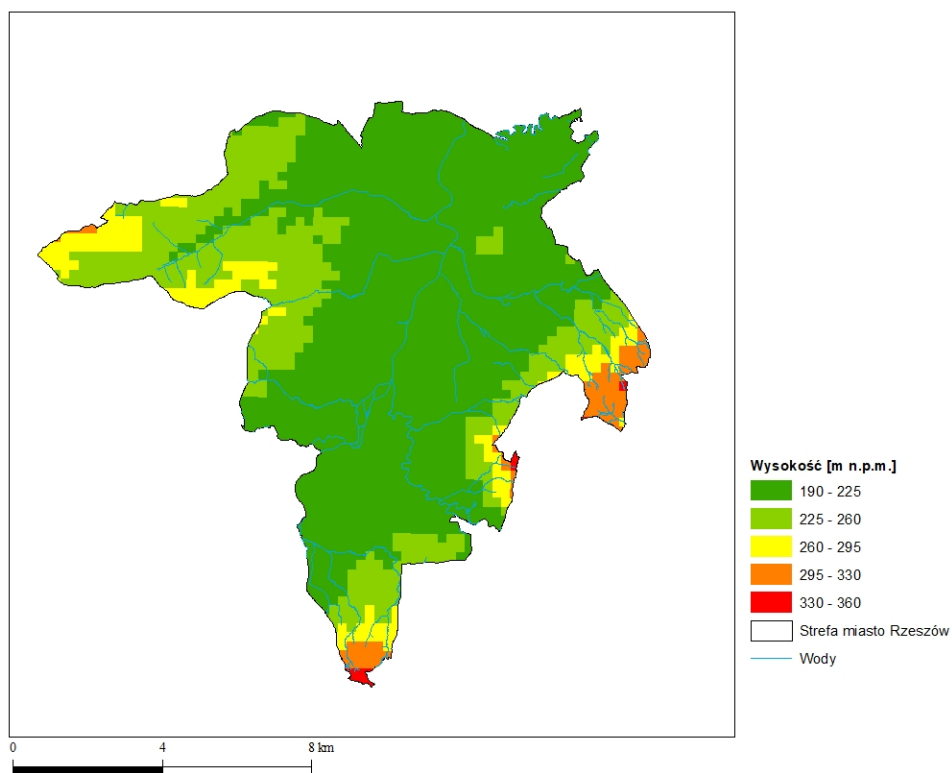 Wysokość [m n.p.m.]
190 - 225
225 - 260
260 - 295
295 - 330
330 - 360
Strefa miasto Rzeszów
Wody
0 4 8 km